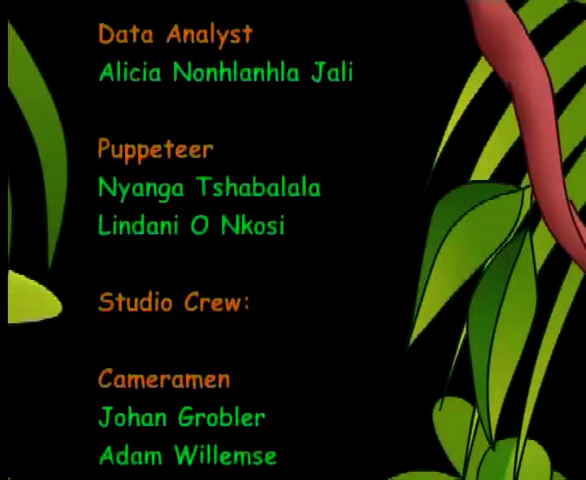 Data Analyst
Alicia Nonhlanhla Jali
Puppeteer
Nyanga Tshabalala
Lindani O Nkosi
Studio Crew:
Cameramen
Johan Grobler
Adam Willemse